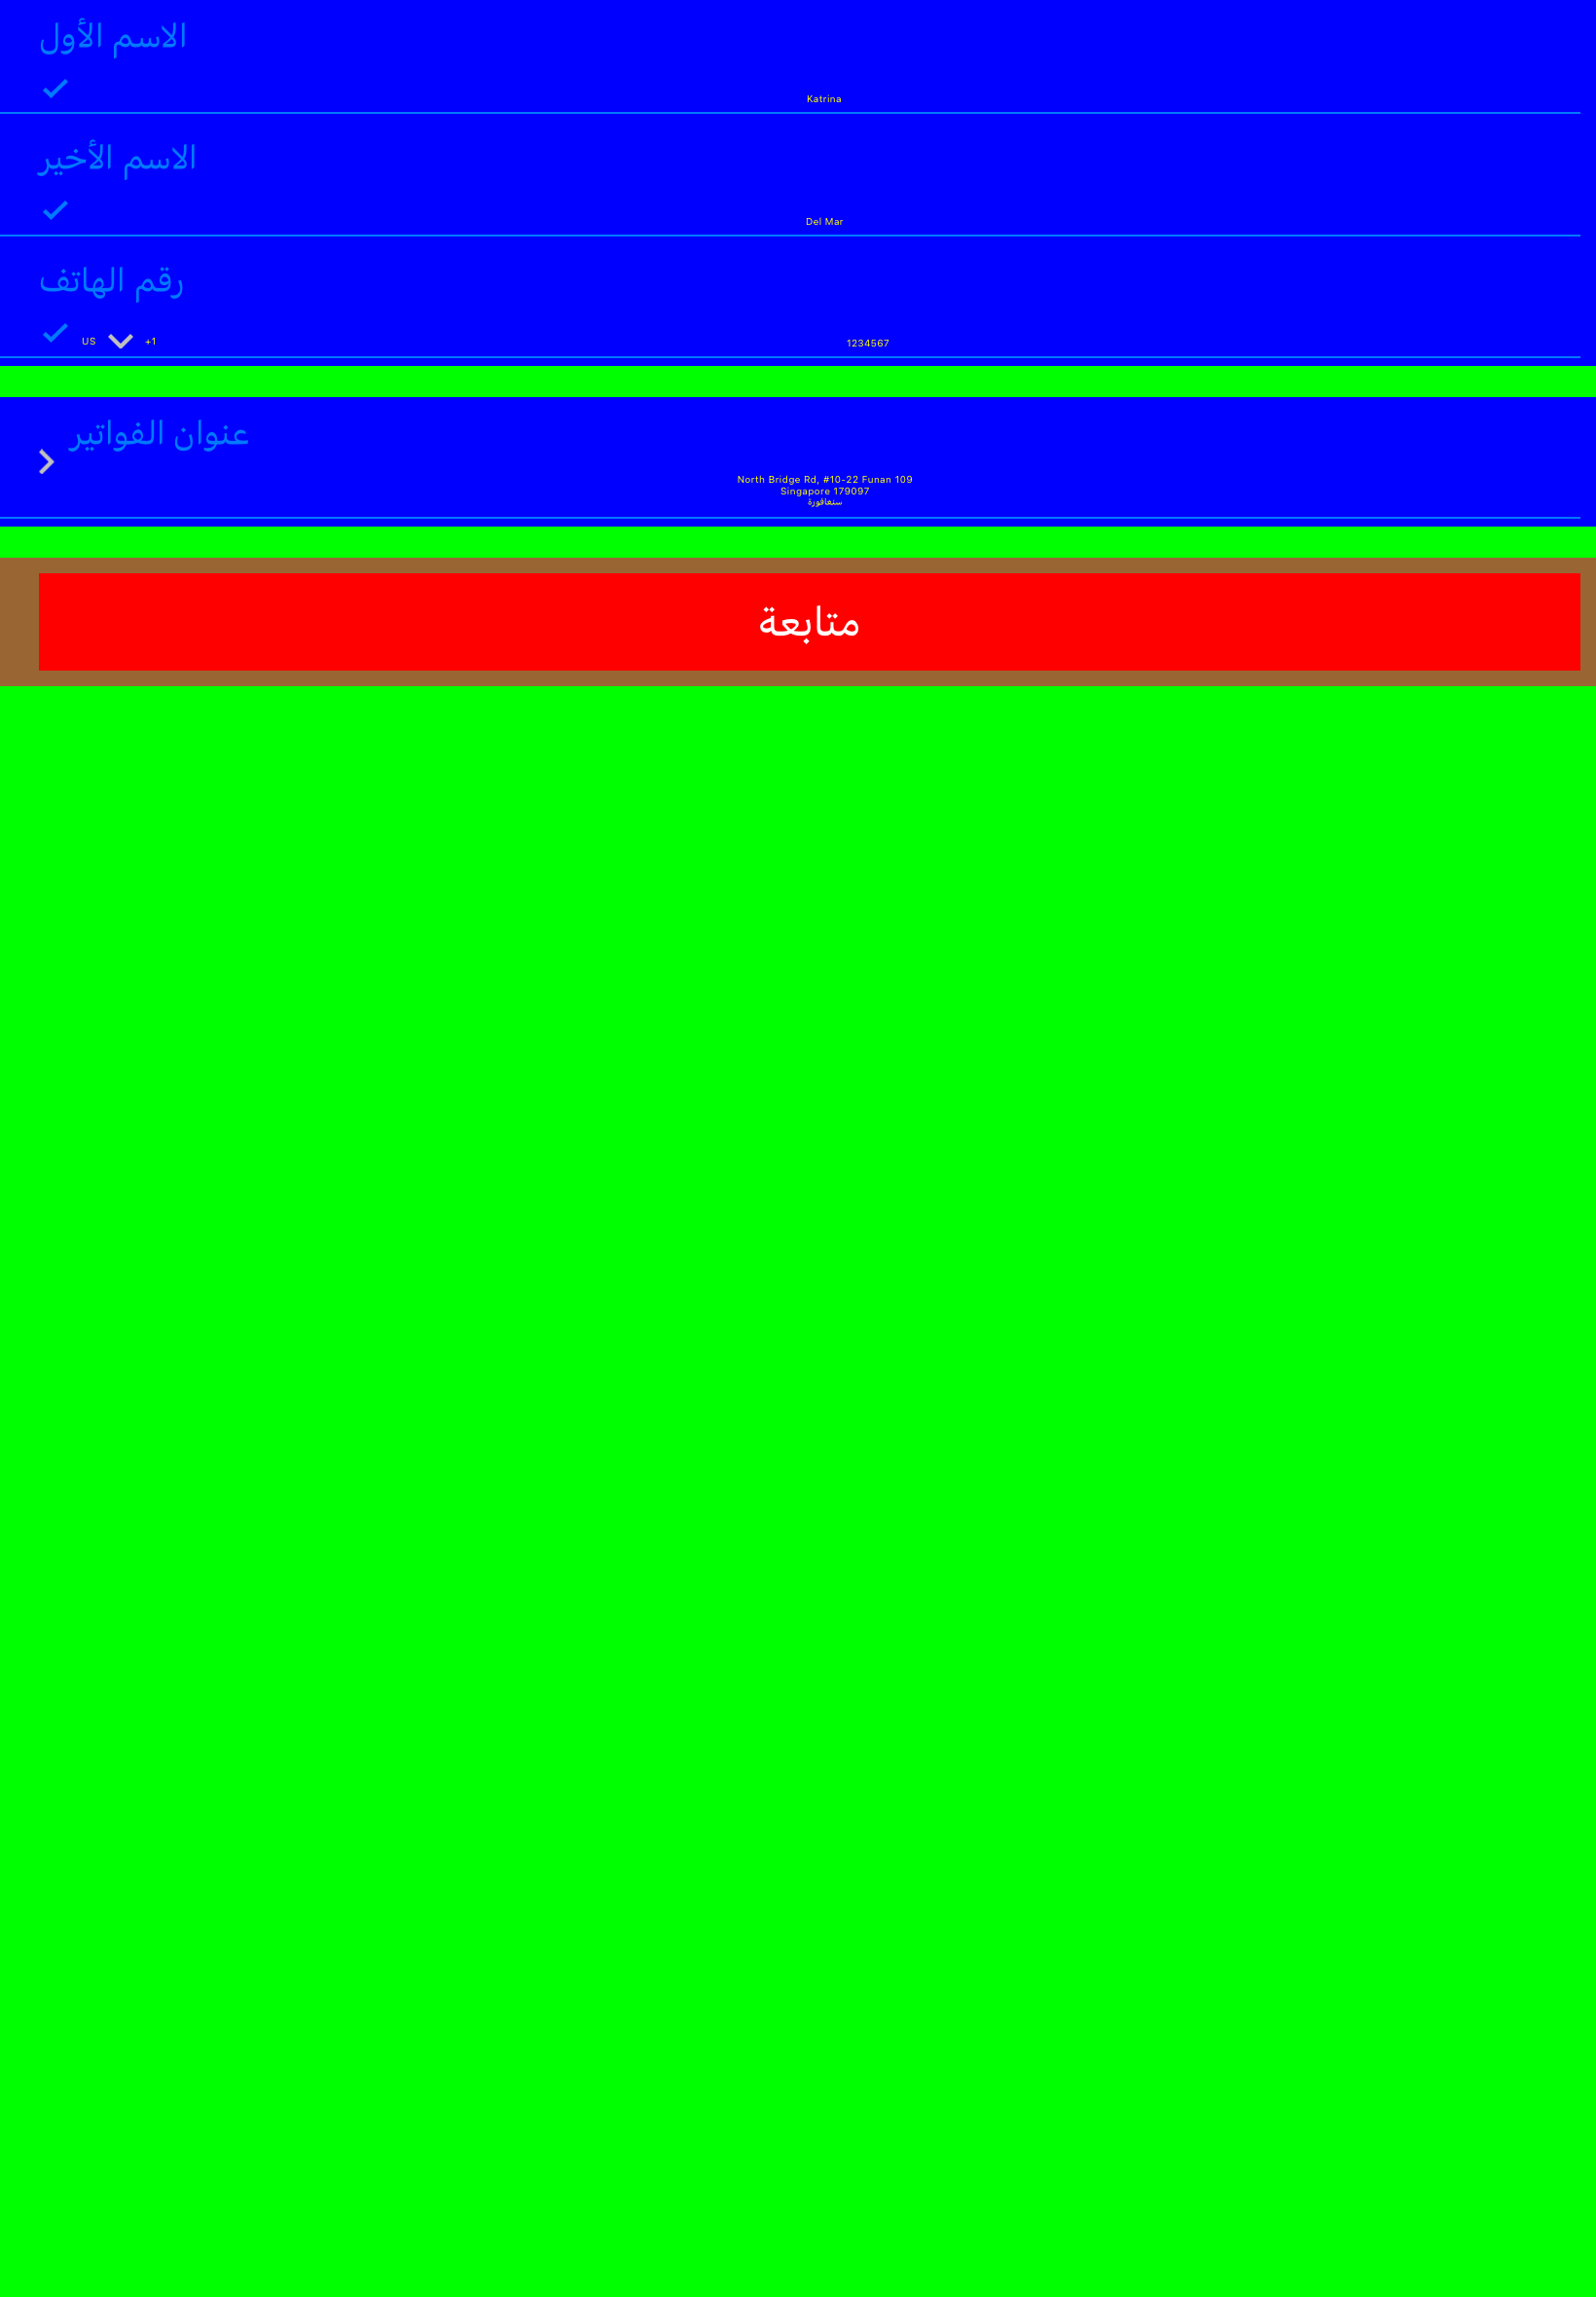 الاسم الأول
Katrina
الاسم الأخير
Del Mar
رقم الهاتف
US +1 1234567
عنوان الفواتير
North Bridge Rd, #10-22 Funan 109
Singapore 179097
سنغافورة
متابعة